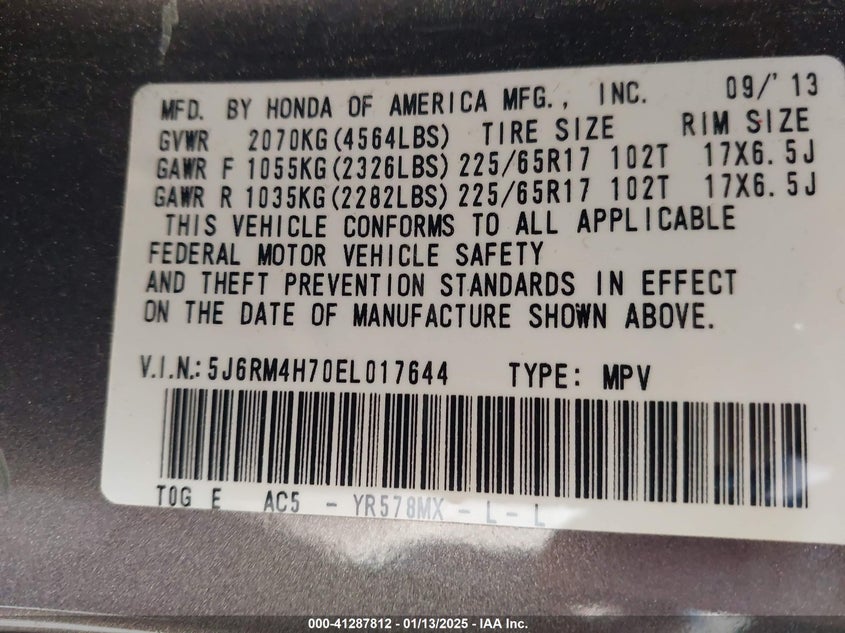 MFD. BY HONDA OF AMERICA MFG., INC. 09/'13
GVWR 2070KG(4564LBS) TIRE SIZE RIM SIZE
GAWR F 1055KG(2326LBS) 225/65R17 102T 17X6.5J
GAWR R 1035KG(2282LBS) 225/65R17 102T 17X6.5J
THIS VEHICLE CONFORMS TO ALL APPLICABLE
FEDERAL MOTOR VEHICLE SAFETY
AND THEFT PREVENTION STANDARDS IN EFFECT
ON THE DATE OF MANUFACTURE SHOWN ABOVE.
V.I.N.: 5J6RM4H70EL017644 TYPE: MPV
T0G E AC5 - YR578MX - L - L
000-41287812 - 01/13/2025 - IAA Inc.